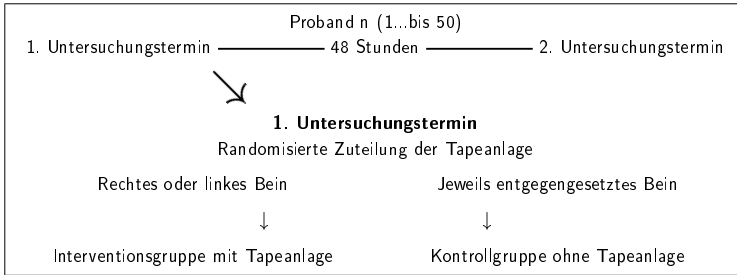 Proband n (1...bis 50)
1. Untersuchungstermin 48 Stunden 2. Untersuchungstermin
1. Untersuchungstermin
Randomisierte Zuteilung der Tapeanlage
Rechtes oder linkes Bein Jeweils entgegengesetztes Bein
Interventionsgruppe mit Tapeanlage Kontrollgruppe ohne Tapeanlage